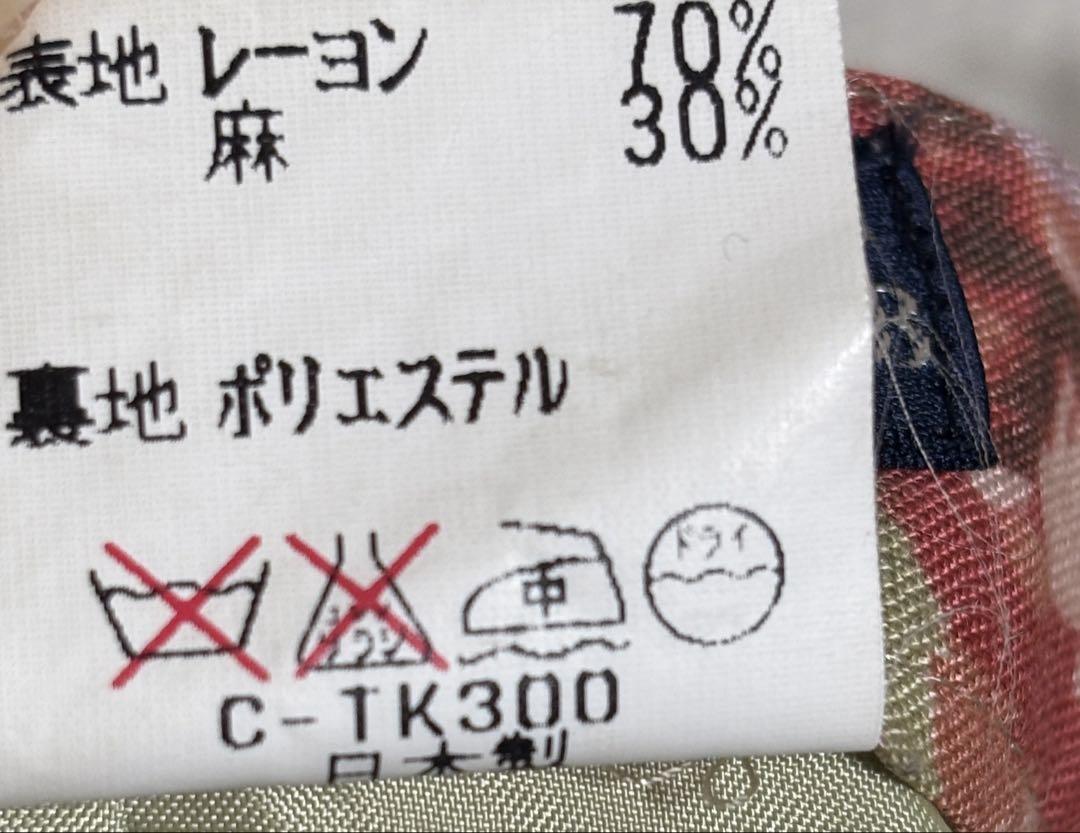 表地 レーヨン 70%
麻 30%
裏地 ポリエステル
中
ドライ
C-TK300
日本製